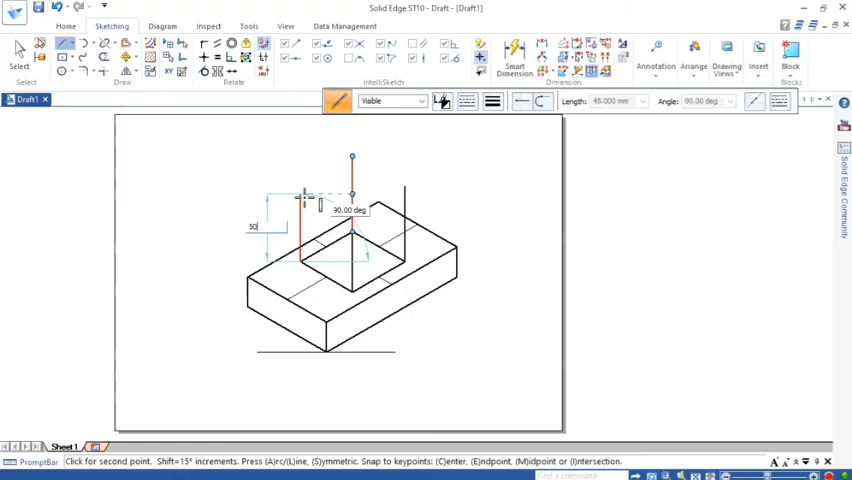 Solid Edge ST10 - Draft - [Draft1]
Home
Sketching
Diagram
Inspect
Tools
View
Data Management
Select
Select
Draw
Relate
IntelliSketch
Smart
Dimension
Dimension
Annotation
Drawing
Views
Insert
Block
Blocks
XY
Draft1
Visible
Length: 45.000 mm
Angle: 90.00 deg
90.00 deg
50
You
Solid Edge Community
Sheet1
PromptBar
Click for second point. Shift=15° increments. Press (A)rc/(L)ine, (S)ymmetric. Snap to keypoints: (C)enter, (E)ndpoint, (M)idpoint or (I)ntersection.
Find a command